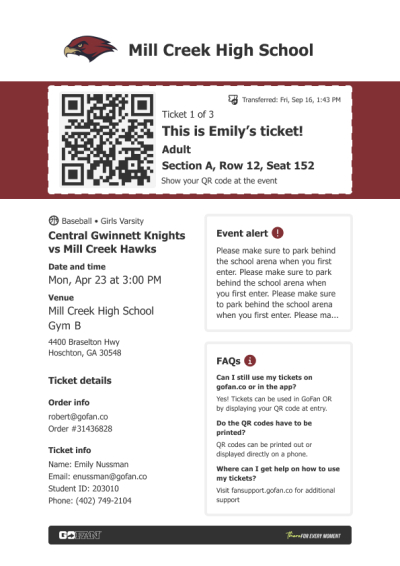 Mill Creek High School
Transferred: Fri, Sep 16, 1:43 PM
Ticket 1 of 3
This is Emily’s ticket!
Adult
Section A, Row 12, Seat 152
Show your QR code at the event
Baseball • Girls Varsity
Central Gwinnett Knights
vs Mill Creek Hawks
Date and time
Mon, Apr 23 at 3:00 PM
Venue
Mill Creek High School
Gym B
4400 Braselton Hwy
Hoschton, GA 30548
Ticket details
Order info
robert@gofan.co
Order #31436828
Ticket info
Name: Emily Nussman
Email: enussman@gofan.co
Student ID: 203010
Phone: (402) 749-2104
Event alert
Please make sure to park behind
the school arena when you first
enter. Please make sure to park
behind the school arena when
you first enter. Please make sure
to park behind the school arena
when you first enter. Please ma...
FAQs
Can I still use my tickets on
gofan.co or in the app?
Yes! Tickets can be used in GoFan OR
by displaying your QR code at entry.
Do the QR codes have to be
printed?
QR codes can be printed out or
displayed directly on a phone.
Where can I get help on how to use
my tickets?
Visit fansupport.gofan.co for additional
support
GOFAN
There FOR EVERY MOMENT